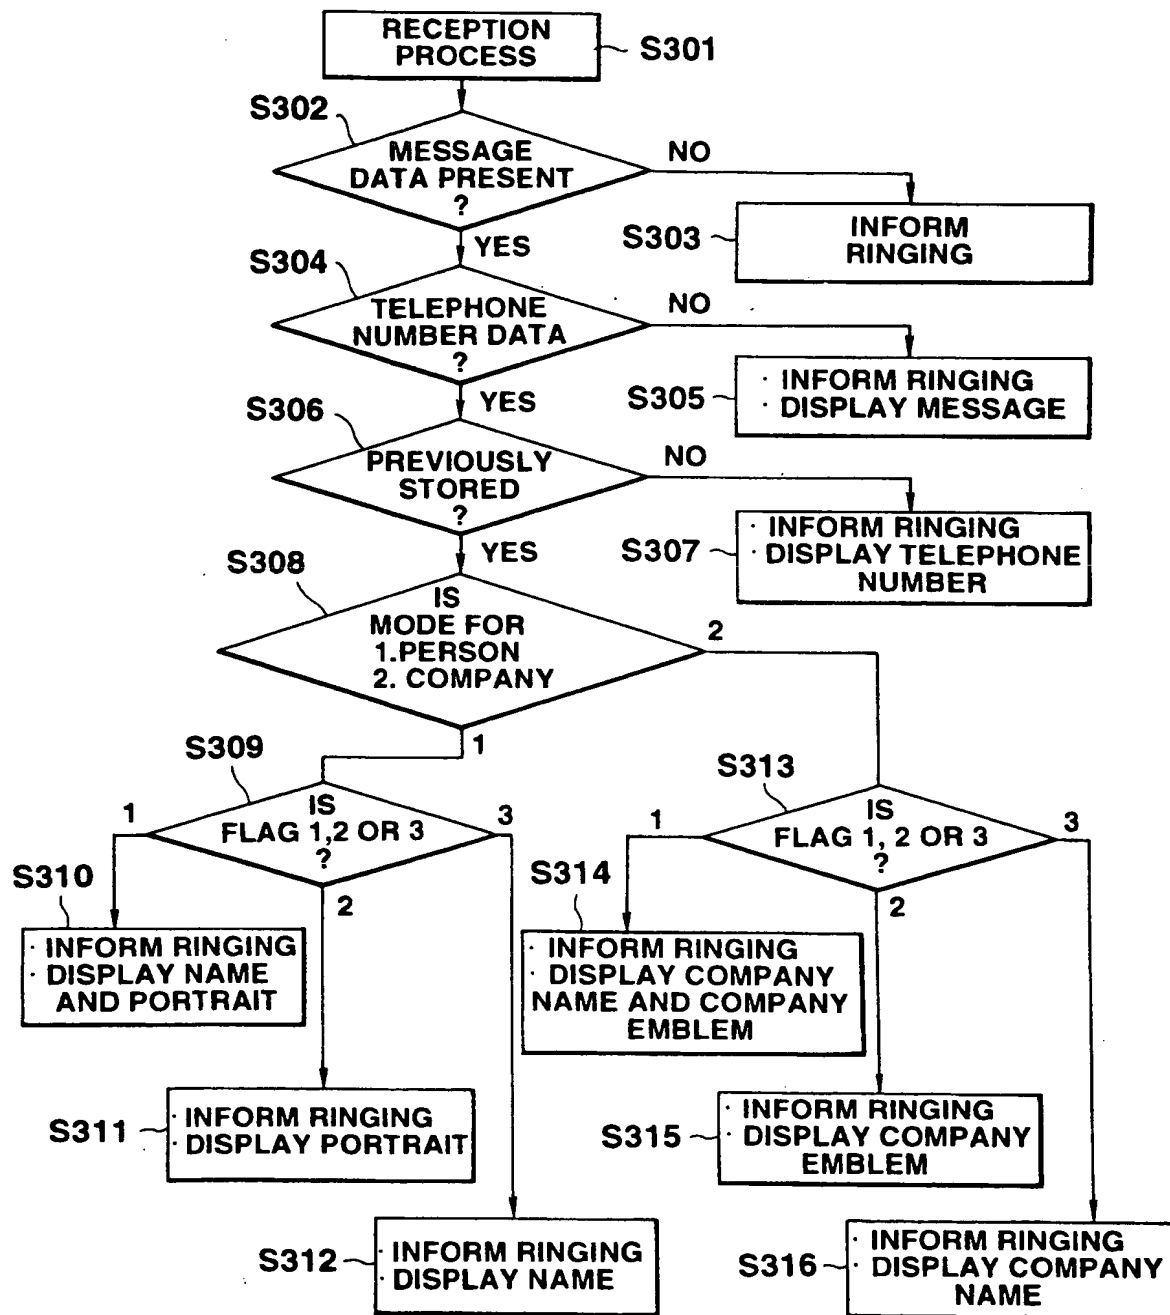 RECEPTION
PROCESS
S301
S302
MESSAGE
DATA PRESENT
?
NO
YES
S303
INFORM
RINGING
S304
TELEPHONE
NUMBER DATA
?
NO
YES
S305
· INFORM RINGING
· DISPLAY MESSAGE
S306
PREVIOUSLY
STORED
?
NO
YES
S307
· INFORM RINGING
· DISPLAY TELEPHONE
NUMBER
S308
IS
MODE FOR
1.PERSON
2. COMPANY
2
1
S309
IS
FLAG 1,2 OR 3
?
1
3
2
S313
IS
FLAG 1, 2 OR 3
?
1
3
2
S310
· INFORM RINGING
· DISPLAY NAME
AND PORTRAIT
S314
· INFORM RINGING
· DISPLAY COMPANY
NAME AND COMPANY
EMBLEM
S311
· INFORM RINGING
· DISPLAY PORTRAIT
S315
· INFORM RINGING
· DISPLAY COMPANY
EMBLEM
S312
· INFORM RINGING
· DISPLAY NAME
S316
· INFORM RINGING
· DISPLAY COMPANY
NAME